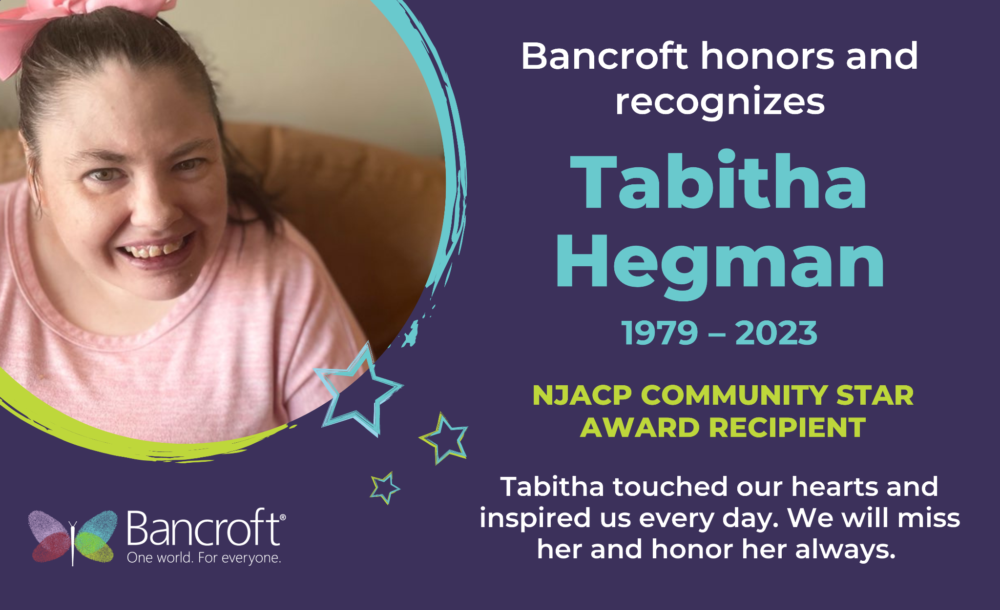 Bancroft honors and
recognizes
Tabitha
Hegman
1979 – 2023
NJACP COMMUNITY STAR
AWARD RECIPIENT
Tabitha touched our hearts and
inspired us every day. We will miss
her and honor her always.
Bancroft®
One world. For everyone.